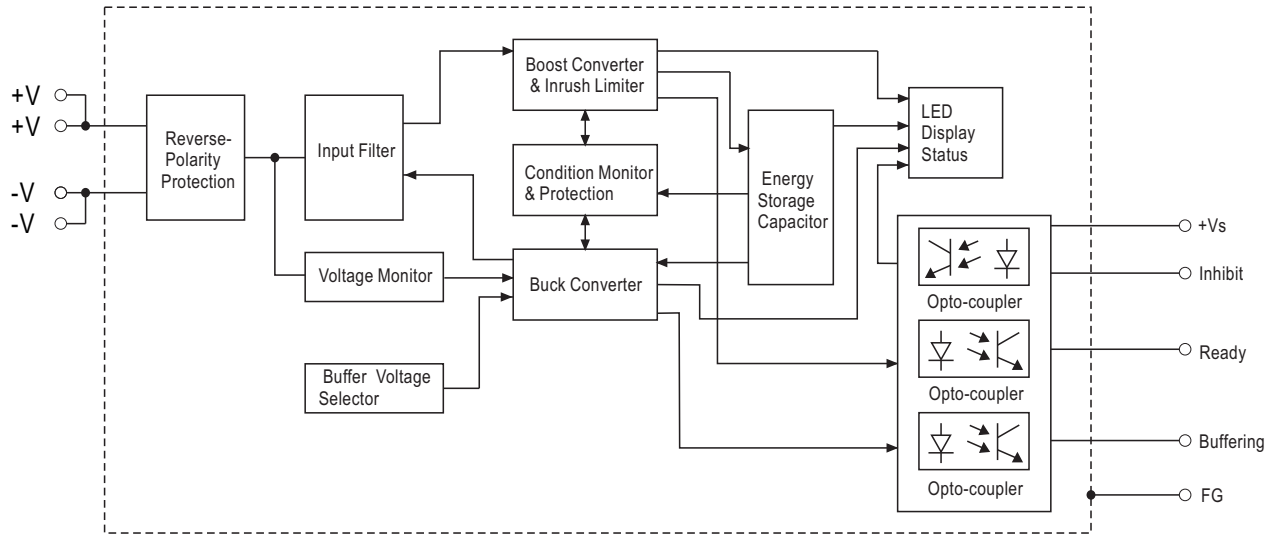 +V
+V
-V
-V
Reverse-
Polarity
Protection
Input Filter
Voltage Monitor
Buffer Voltage
Selector
Boost Converter
& Inrush Limiter
Condition Monitor
& Protection
Buck Converter
Energy
Storage
Capacitor
LED
Display
Status
Opto-coupler
Opto-coupler
Opto-coupler
+Vs
Inhibit
Ready
Buffering
FG